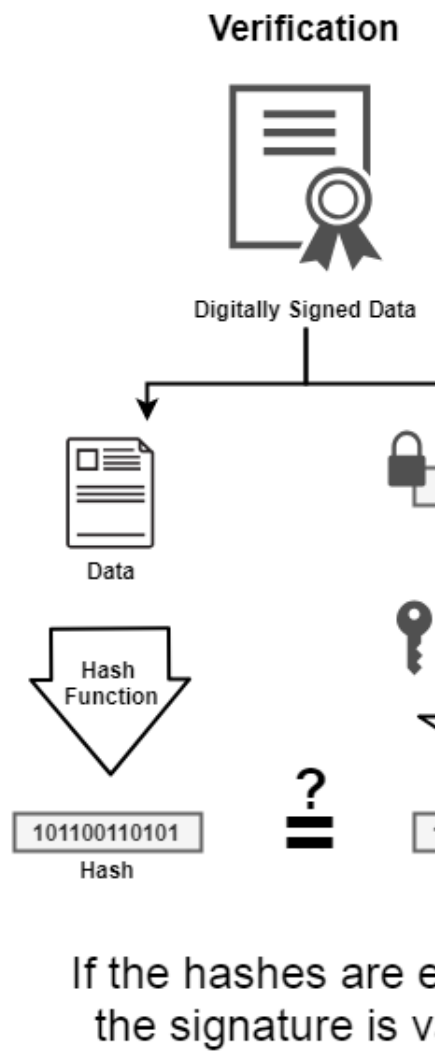 Verification
Digitally Signed Data
Data
Hash
Function
?
=
101100110101
Hash
If the hashes are
the signature is